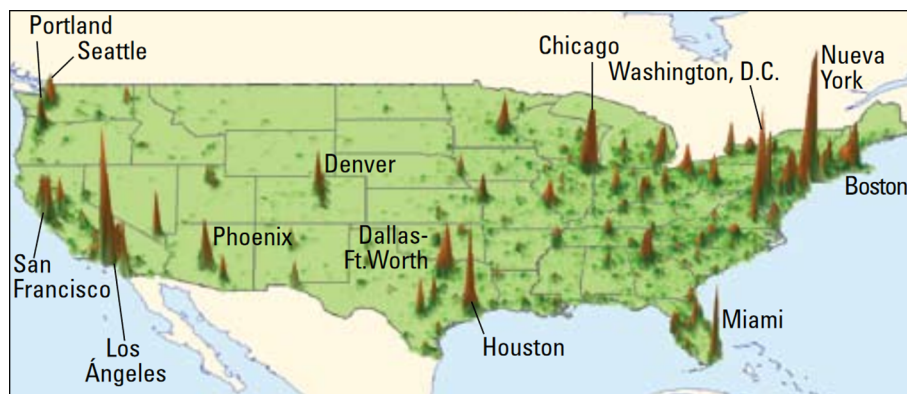 Portland
Seattle
Chicago
Washington, D.C.
Nueva
York
Denver
Boston
Phoenix
Dallas-
Ft.Worth
San
Francisco
Los
Ángeles
Houston
Miami